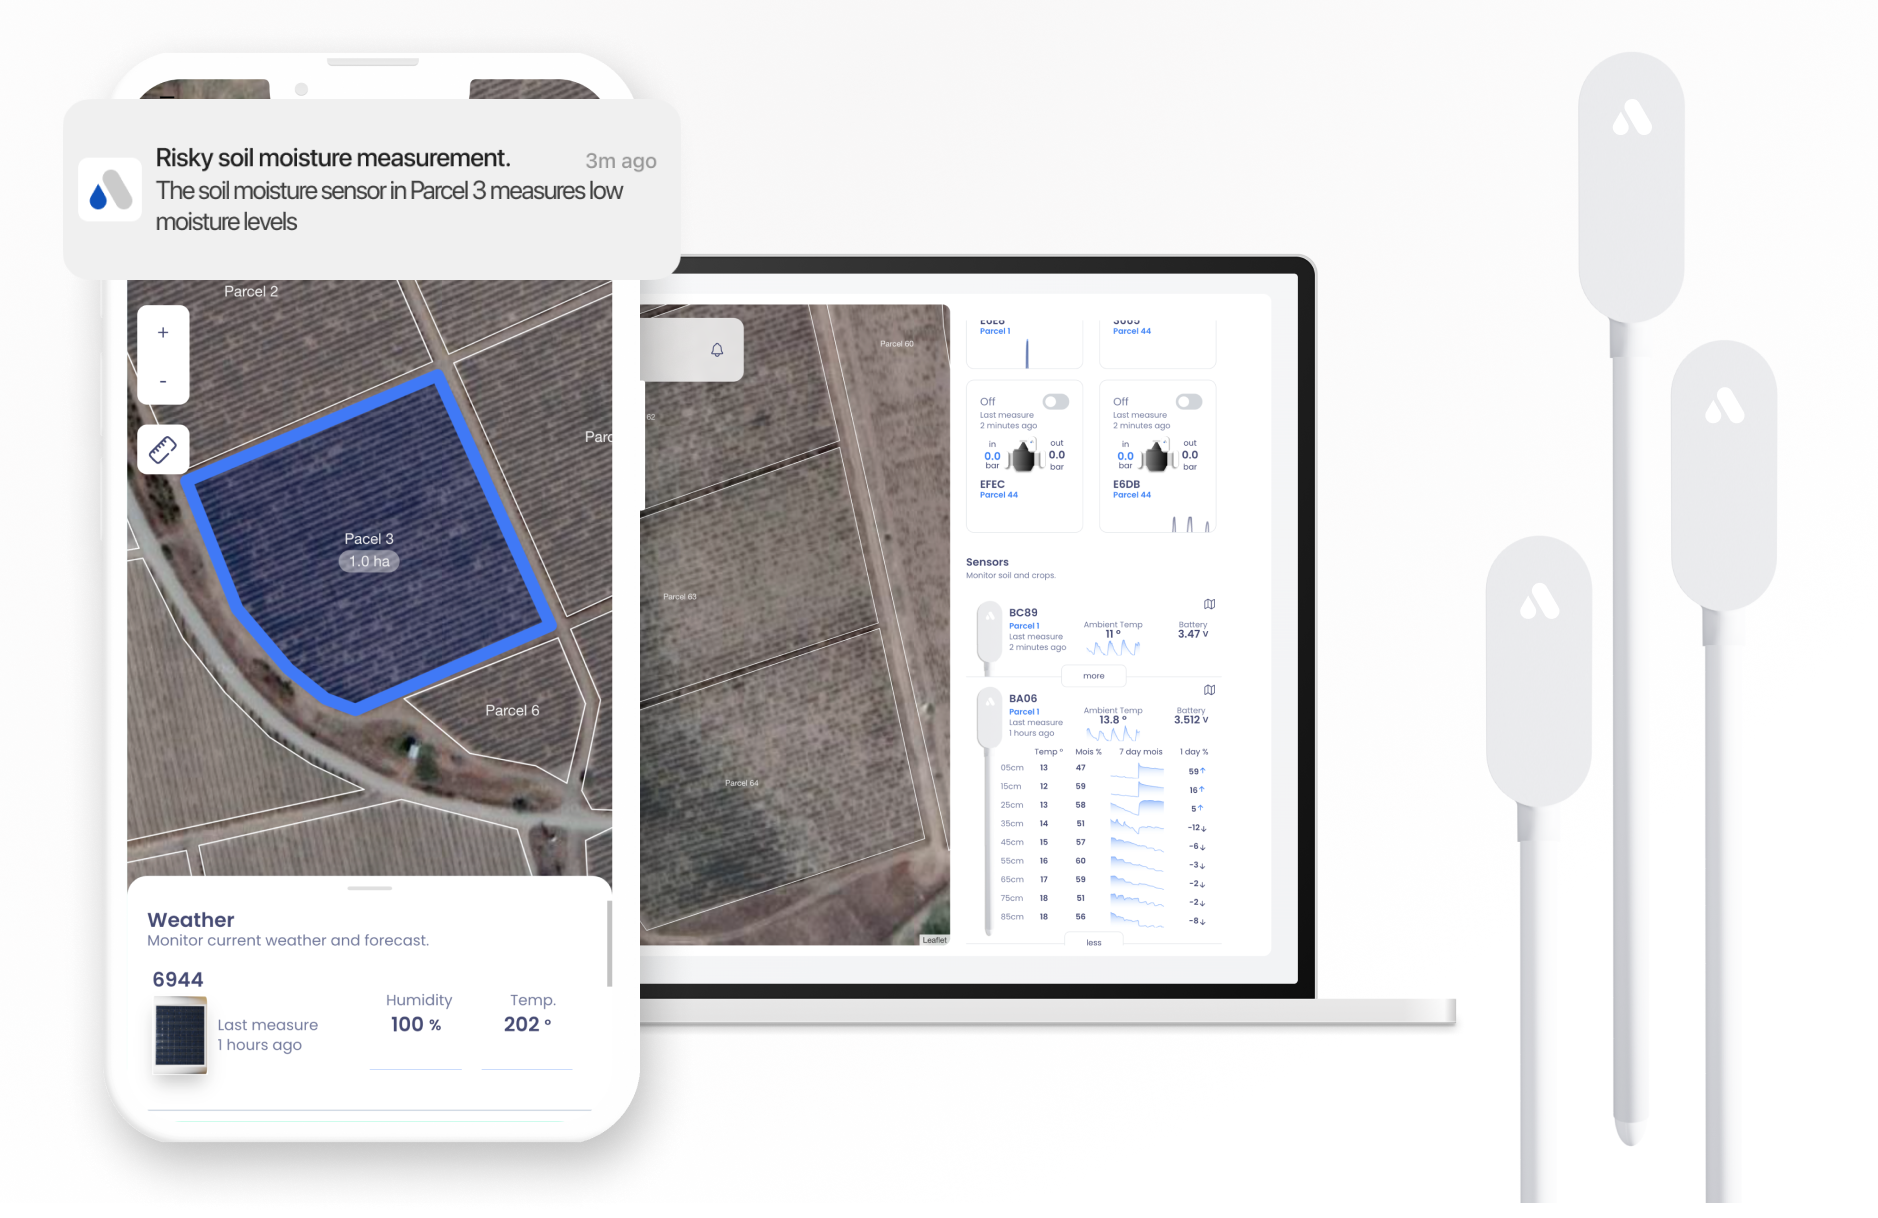 Risky soil moisture measurement.
3m ago
The soil moisture sensor in Parcel 3 measures low
moisture levels
Parcel 2
+
-
Parc
Pacel 3
1.0 ha
Parcel 6
Weather
Monitor current weather and forecast.
6944
Last measure
1 hours ago
Humidity
100 %
Temp.
202 °
Parcel 60
62
Parcel 63
Parcel 64
Leaflet
Parcel 1
Parcel 44
Off
Last measure
2 minutes ago
in
0.0
bar
out
0.0
bar
EFEC
Parcel 44
Off
Last measure
2 minutes ago
in
0.0
bar
out
0.0
bar
E6DB
Parcel 44
Sensors
Monitor soil and crops.
BC89
Parcel 1
Last measure
2 minutes ago
Ambient Temp
11 °
Battery
3.47 V
more
BA06
Parcel 1
Last measure
1 hours ago
Ambient Temp
13.8 °
Battery
3.512 V
Temp ° Mois % 7 day mois 1 day %
05cm 13 47 59↑
15cm 12 59 16↑
25cm 13 58 5↑
35cm 14 51 -12↓
45cm 15 57 -6↓
55cm 16 60 -3↓
65cm 17 59 -2↓
75cm 18 51 -2↓
85cm 18 56 -8↓
less